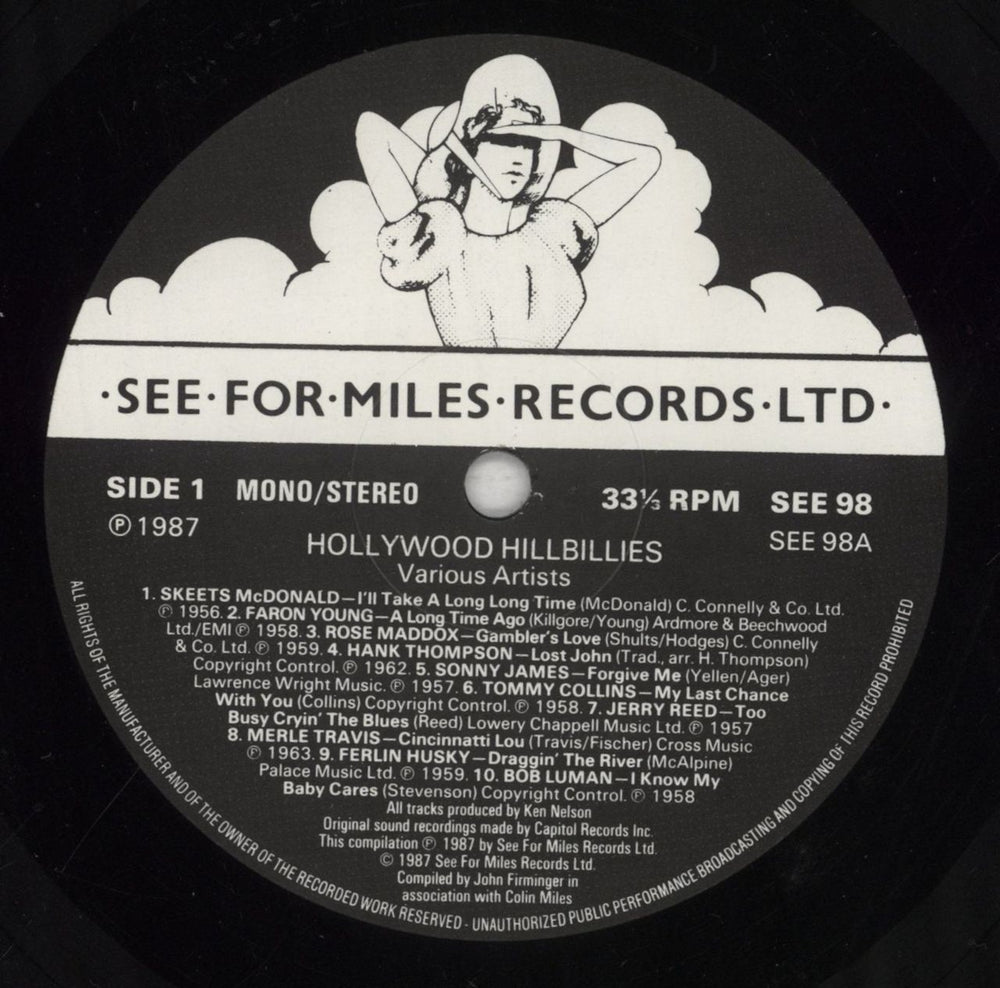 ·SEE·FOR·MILES·RECORDS·LTD·
SIDE 1 MONO/STEREO 33⅓ RPM SEE 98
℗ 1987 SEE 98A
HOLLYWOOD HILLBILLIES
Various Artists
1. SKEETS McDONALD—I'll Take A Long Long Time (McDonald) C. Connelly & Co. Ltd.
℗ 1956. 2. FARON YOUNG—A Long Time Ago (Killgore/Young) Ardmore & Beechwood
Ltd./EMI ℗ 1958. 3. ROSE MADDOX—Gambler's Love (Shults/Hodges) C. Connelly
& Co. Ltd. ℗ 1959. 4. HANK THOMPSON—Lost John (Trad., arr. H. Thompson)
Copyright Control. ℗ 1962. 5. SONNY JAMES—Forgive Me (Yellen/Ager)
Lawrence Wright Music. ℗ 1957. 6. TOMMY COLLINS—My Last Chance
With You (Collins) Copyright Control. ℗ 1958. 7. JERRY REED—Too
Busy Cryin' The Blues (Reed) Lowery Chappell Music Ltd. ℗ 1957
8. MERLE TRAVIS—Cincinnatti Lou (Travis/Fischer) Cross Music
℗ 1963. 9. FERLIN HUSKY—Draggin' The River (McAlpine)
Palace Music Ltd. ℗ 1959. 10. BOB LUMAN—I Know My
Baby Cares (Stevenson) Copyright Control. ℗ 1958
All tracks produced by Ken Nelson
Original sound recordings made by Capitol Records Inc.
This compilation ℗ 1987 by See For Miles Records Ltd.
© 1987 See For Miles Records Ltd.
Compiled by John Firminger in
association with Colin Miles
ALL RIGHTS OF THE MANUFACTURER AND OF THE OWNER OF THE RECORDED WORK RESERVED - UNAUTHORIZED PUBLIC PERFORMANCE BROADCASTING AND COPYING OF THIS RECORD PROHIBITED